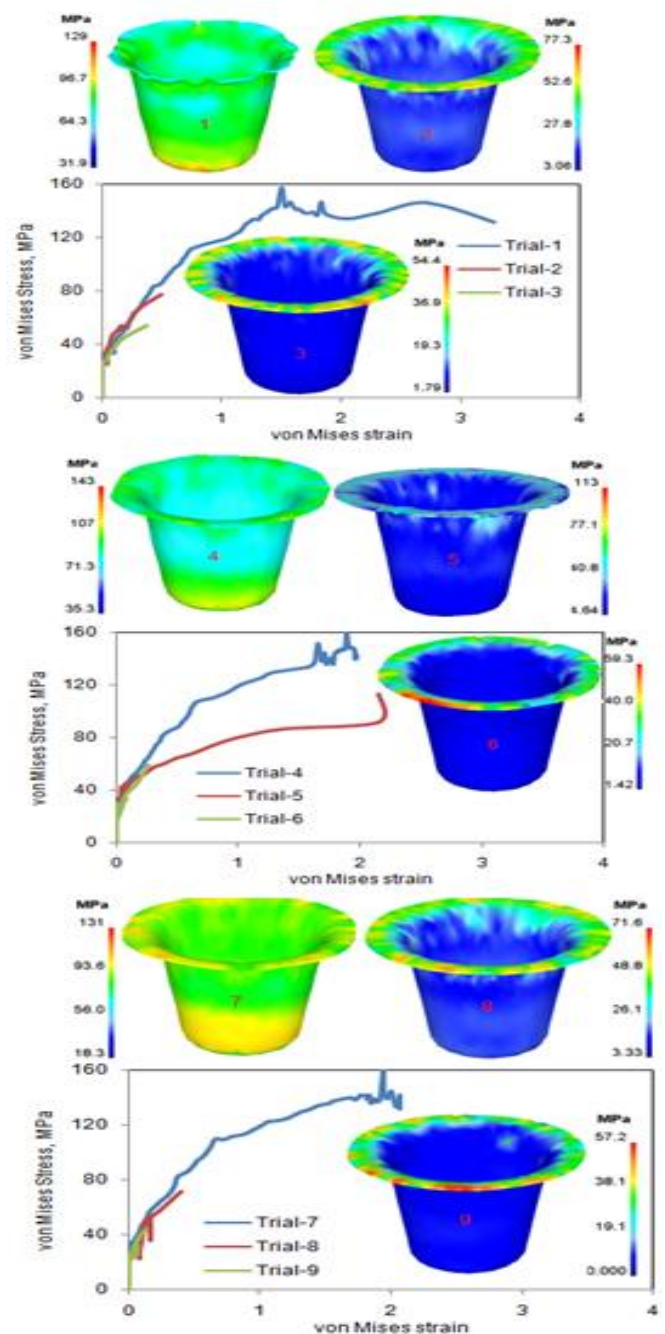 MPa
129
96.7
64.3
31.9
1
MPa
77.3
52.6
27.8
3.06
von Mises Stress, MPa
160
120
80
40
0
0 1 2 3 4
von Mises strain
Trial-1
Trial-2
Trial-3
MPa
54.4
36.9
19.3
1.79
3
MPa
143
107
71.3
35.3
4
MPa
113
77.1
5
von Mises Stress, MPa
160
120
80
40
0
0 1 2 3 4
von Mises strain
Trial-4
Trial-5
Trial-6
MPa
59.3
40.0
20.7
1.42
6
MPa
131
93.6
56.0
18.3
7
MPa
71.6
48.8
26.1
3.33
8
von Mises Stress, MPa
160
120
80
40
0
0 1 2 3 4
von Mises strain
Trial-7
Trial-8
Trial-9
MPa
57.2
38.1
19.1
0.000
9